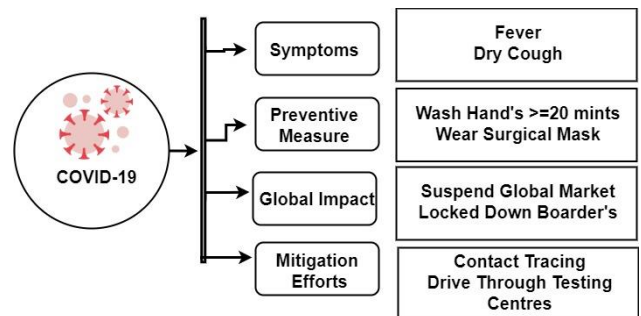 COVID-19
Symptoms
Fever
Dry Cough
Preventive
Measure
Wash Hand's >=20 mints
Wear Surgical Mask
Global Impact
Suspend Global Market
Locked Down Boarder's
Mitigation
Efforts
Contact Tracing
Drive Through Testing
Centres